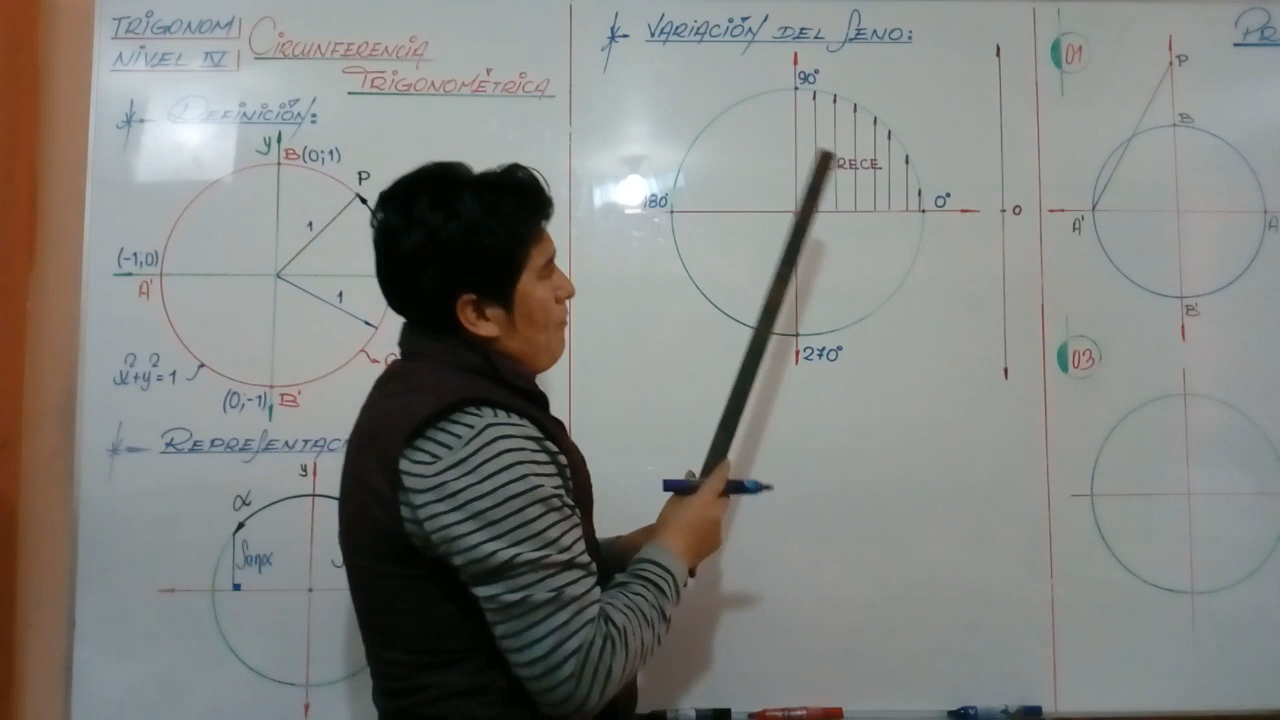 TRIGONOM
NIVEL IV
CIRCUNFERENCIA
TRIGONOMÉTRICA
* DEFINICIÓN:
y
B(0;1)
P
1
(-1;0)
A'
1
x²+y²=1
(0;-1) B'
* REPRESENTAC
y
α
Senα
* VARIACIÓN DEL SENO:
90°
RECE
180°
0°
270°
0
01
P
B
A'
A
B'
03